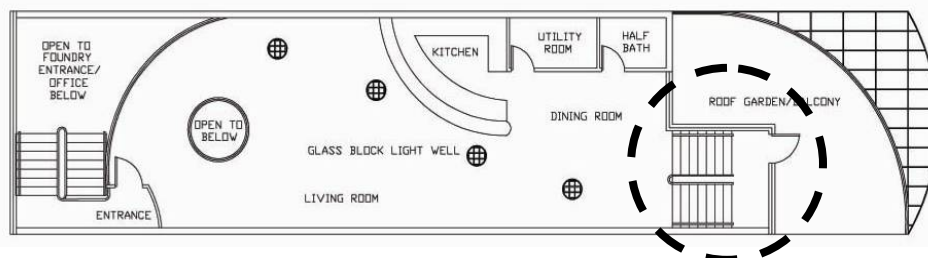 OPEN TO
FOUNDRY
ENTRANCE/
OFFICE
BELOW
KITCHEN
UTILITY
ROOM
HALF
BATH
ROOF GARDEN/BALCONY
OPEN TO
BELOW
DINING ROOM
GLASS BLOCK LIGHT WELL
LIVING ROOM
ENTRANCE